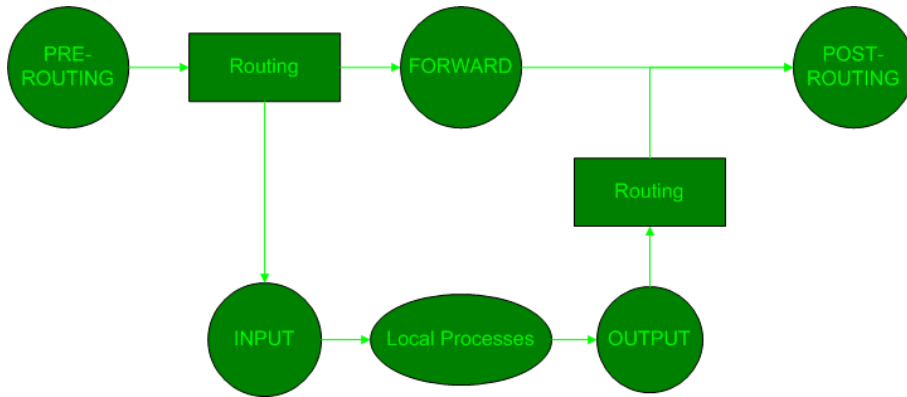 PRE-
ROUTING
Routing
FORWARD
POST-
ROUTING
Routing
INPUT
Local Processes
OUTPUT